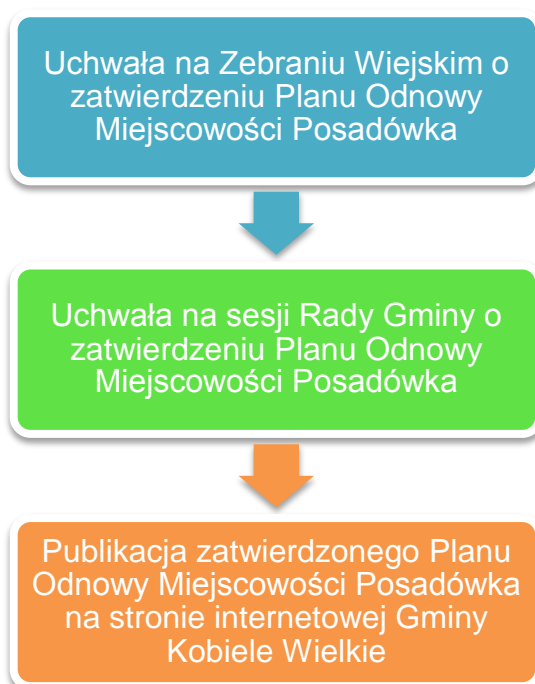 Uchwała na Zebraniu Wiejskim o
zatwierdzeniu Planu Odnowy
Miejscowości Posadówka
Uchwała na sesji Rady Gminy o
zatwierdzeniu Planu Odnowy
Miejscowości Posadówka
Publikacja zatwierdzonego Planu
Odnowy Miejscowości Posadówka
na stronie internetowej Gminy
Kobiele Wielkie